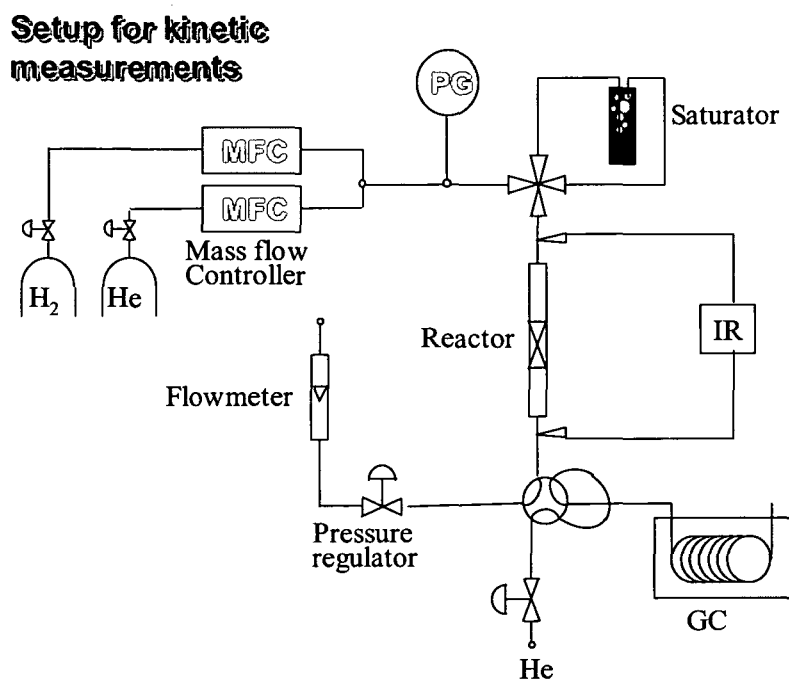 Setup for kinetic
measurements
PG
Saturator
MFC
MFC
Mass flow
Controller
H₂
He
Reactor
IR
Flowmeter
Pressure
regulator
GC
He